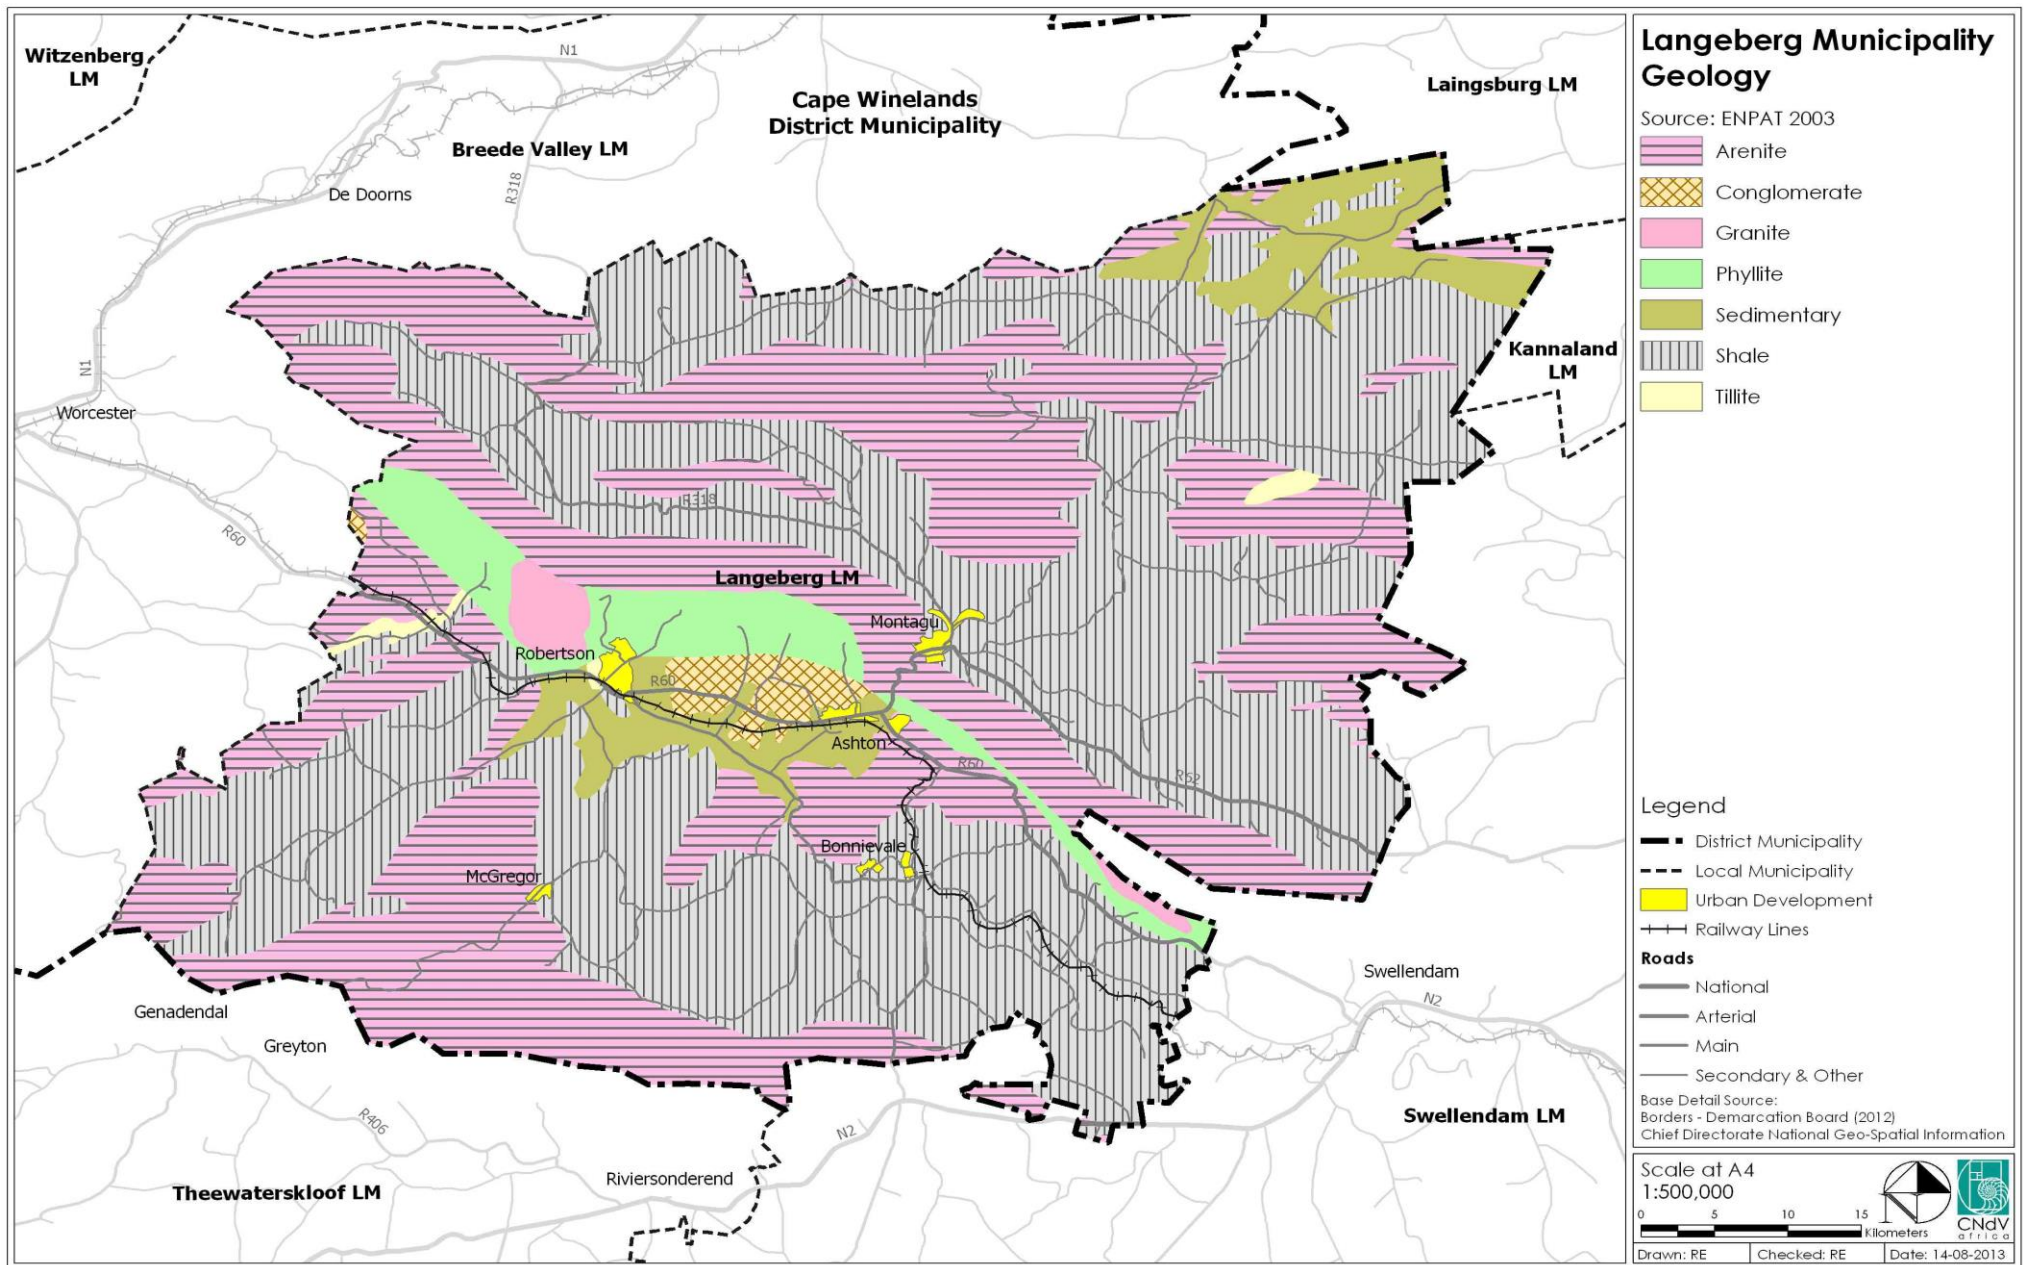 Witzenberg
LM
N1
Cape Winelands
District Municipality
Laingsburg LM
Breede Valley LM
De Doorns
R318
N1
Kannaland
LM
Worcester
R318
R60
Langeberg LM
Montagu
Robertson
R60
Ashton
R60
R62
Bonnievale
McGregor
Swellendam
N2
Genadendal
Greyton
R406
N2
Swellendam LM
Riviersonderend
Theewaterskloof LM
Langeberg Municipality
Geology
Source: ENPAT 2003
Arenite
Conglomerate
Granite
Phyllite
Sedimentary
Shale
Tillite
Legend
District Municipality
Local Municipality
Urban Development
Railway Lines
Roads
National
Arterial
Main
Secondary & Other
Base Detail Source:
Borders - Demarcation Board (2012)
Chief Directorate National Geo-Spatial Information
Scale at A4
1:500,000
0 5 10 15
Kilometers
CNdV
africa
Drawn: RE Checked: RE Date: 14-08-2013